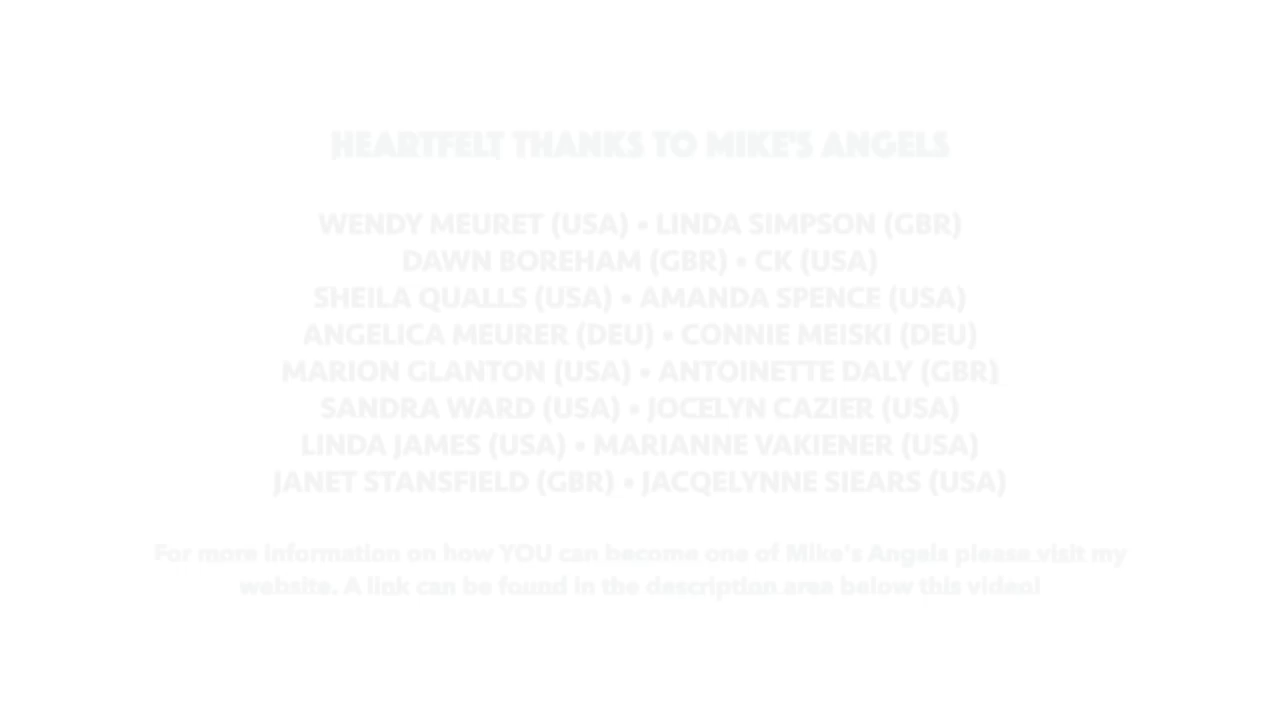 HEARTFELT THANKS TO MIKE'S ANGELS
WENDY MEURET (USA) • LINDA SIMPSON (GBR)
DAWN BOREHAM (GBR) • CK (USA)
SHEILA QUALLS (USA) • AMANDA SPENCE (USA)
ANGELICA MEURER (DEU) • CONNIE MEISKI (DEU)
MARION GLANTON (USA) • ANTOINETTE DALY (GBR)
SANDRA WARD (USA) • JOCELYN CAZIER (USA)
LINDA JAMES (USA) • MARIANNE VAKIENER (USA)
JANET STANSFIELD (GBR) • JACQELYNNE SIEARS (USA)
For more information on how YOU can become one of Mike's Angels please visit my
website. A link can be found in the description area below this video!